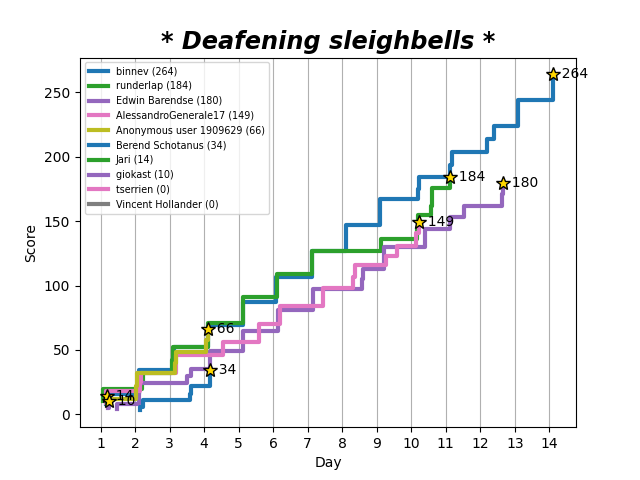 * Deafening sleighbells *
binnev (264)
runderlap (184)
Edwin Barendse (180)
AlessandroGenerale17 (149)
Anonymous user 1909629 (66)
Berend Schotanus (34)
Jari (14)
giokast (10)
tserrien (0)
Vincent Hollander (0)
264
184
180
149
66
34
14
10
Score
250
200
150
100
50
0
1 2 3 4 5 6 7 8 9 10 11 12 13 14
Day